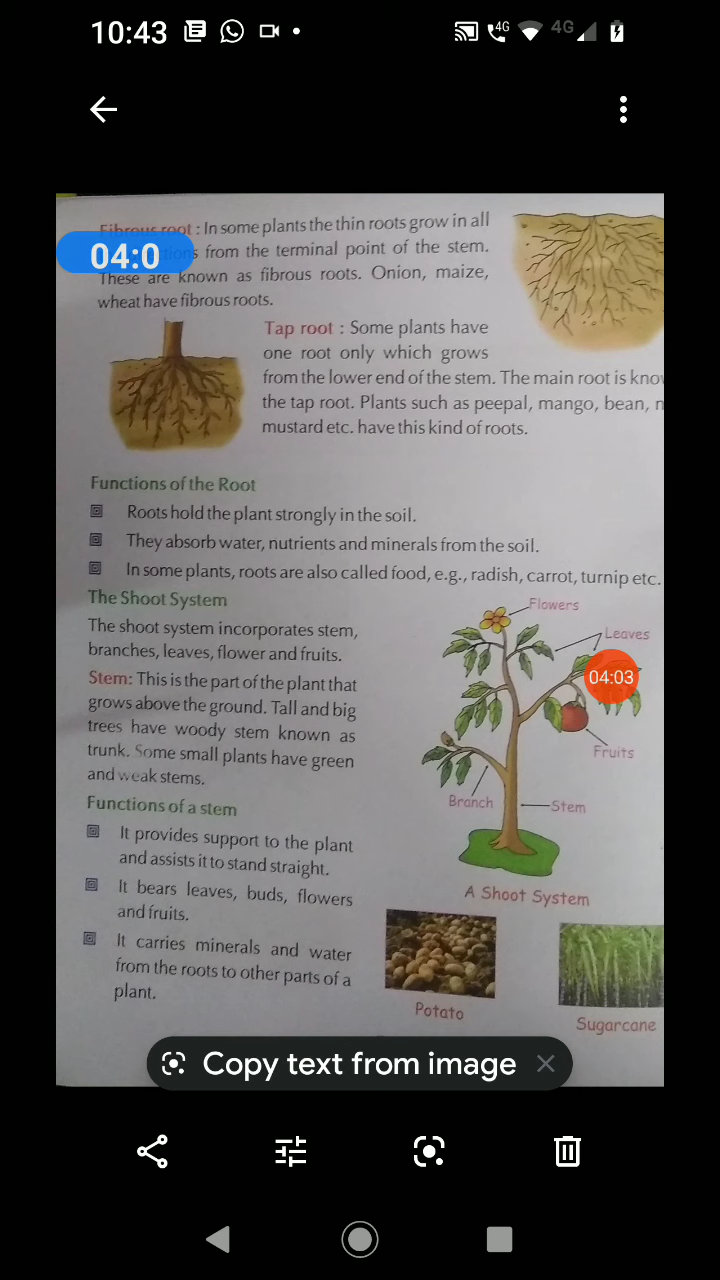 10:43
4G
4G
Fibrous root : In some plants the thin roots grow in all
04:0
from the terminal point of the stem.
These are known as fibrous roots. Onion, maize,
wheat have fibrous roots.
Tap root : Some plants have
one root only which grows
from the lower end of the stem. The main root is know
the tap root. Plants such as peepal, mango, bean,
mustard etc. have this kind of roots.
Functions of the Root
Roots hold the plant strongly in the soil.
They absorb water, nutrients and minerals from the soil.
In some plants, roots are also called food, e.g., radish, carrot, turnip etc.
The Shoot System
The shoot system incorporates stem,
branches, leaves, flower and fruits.
Stem: This is the part of the plant that
grows above the ground. Tall and big
trees have woody stem known as
trunk. Some small plants have green
and weak stems.
Flowers
Leaves
04:03
Fruits
Branch
Stem
A Shoot System
Functions of a stem
It provides support to the plant
and assists it to stand straight.
It bears leaves, buds, flowers
and fruits.
It carries minerals and water
from the roots to other parts of a
plant.
Potato
Sugarcane
Copy text from image